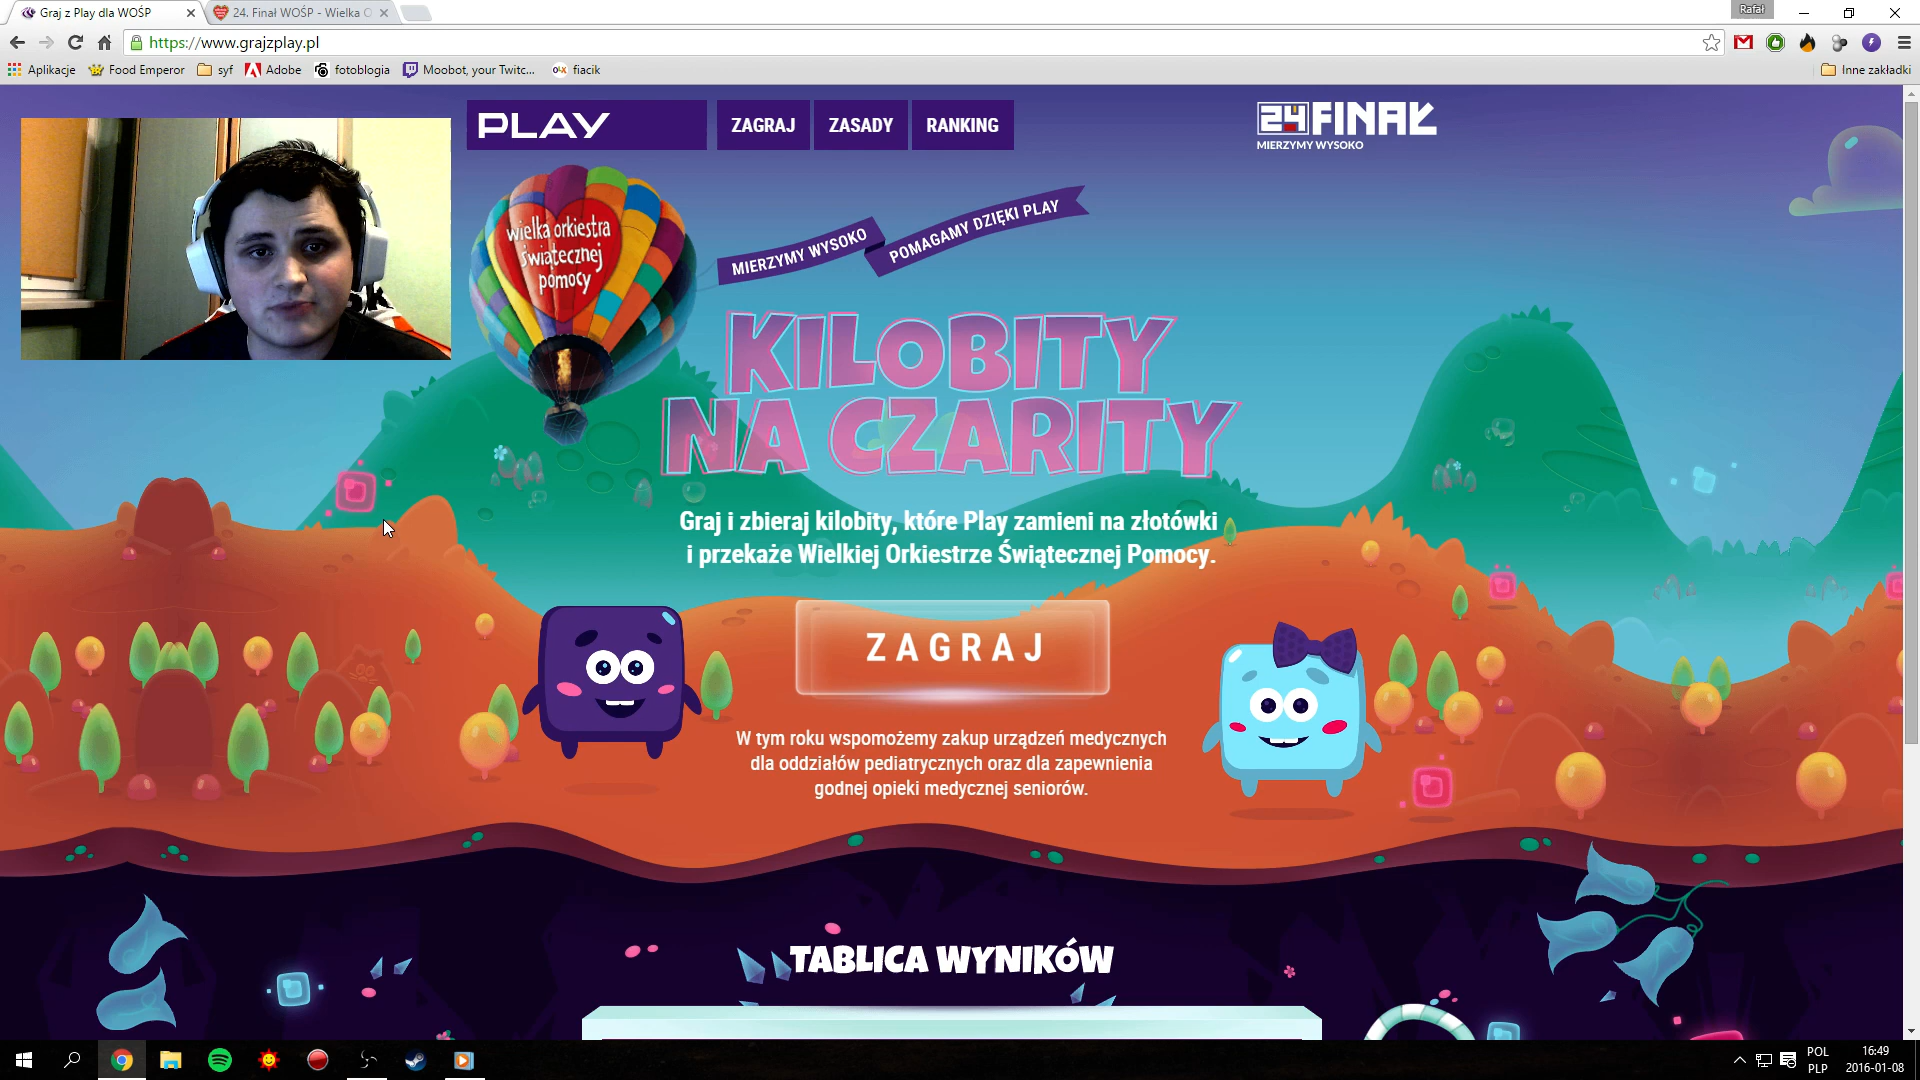 Graj z Play dla WOŚP
24. Finał WOŚP - Wielka O
Rafał
https://www.grajzplay.pl
Aplikacje
Food Emperor
syf
Adobe
fotoblogia
Moobot, your Twitc...
fiacik
Inne zakładki
PLAY
ZAGRAJ
ZASADY
RANKING
24 FINAŁ
MIERZYMY WYSOKO
wielka orkiestra
świątecznej
pomocy
MIERZYMY WYSOKO
POMAGAMY DZIĘKI PLAY
KILOBITY
NA CZARITY
Graj i zbieraj kilobity, które Play zamieni na złotówki
i przekaże Wielkiej Orkiestrze Świątecznej Pomocy.
ZAGRAJ
W tym roku wspomożemy zakup urządzeń medycznych
dla oddziałów pediatrycznych oraz dla zapewnienia
godnej opieki medycznej seniorów.
TABLICA WYNIKÓW
POL
PLP
16:49
2016-01-08